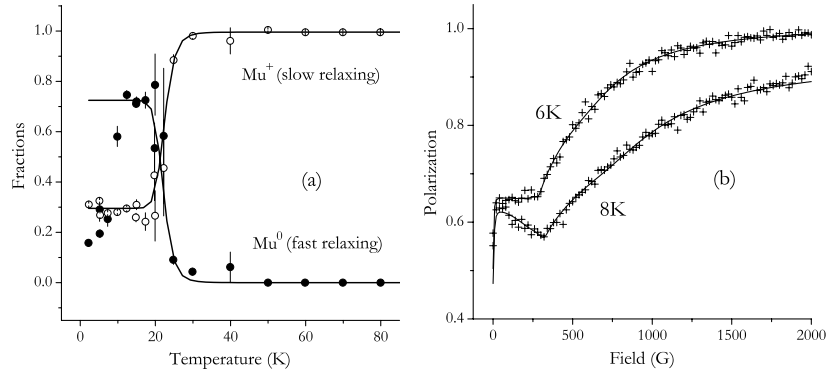 1.0
0.8
0.6
0.4
0.2
0.0
Fractions
Mu+ (slow relaxing)
(a)
Mu0 (fast relaxing)
0 20 40 60 80
Temperature (K)
1.0
0.8
0.6
0.4
Polarization
6K
8K
(b)
0 500 1000 1500 2000
Field (G)